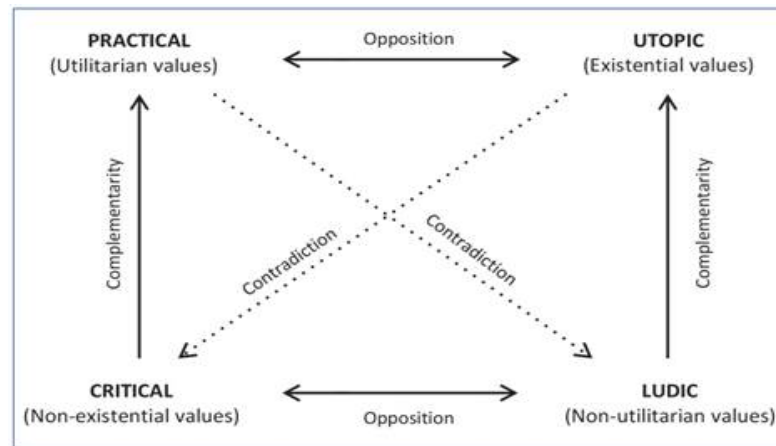 PRACTICAL
(Utilitarian values)
Opposition
UTOPIC
(Existential values)
Complementarity
Contradiction
Contradiction
Complementarity
CRITICAL
(Non-existential values)
Opposition
LUDIC
(Non-utilitarian values)